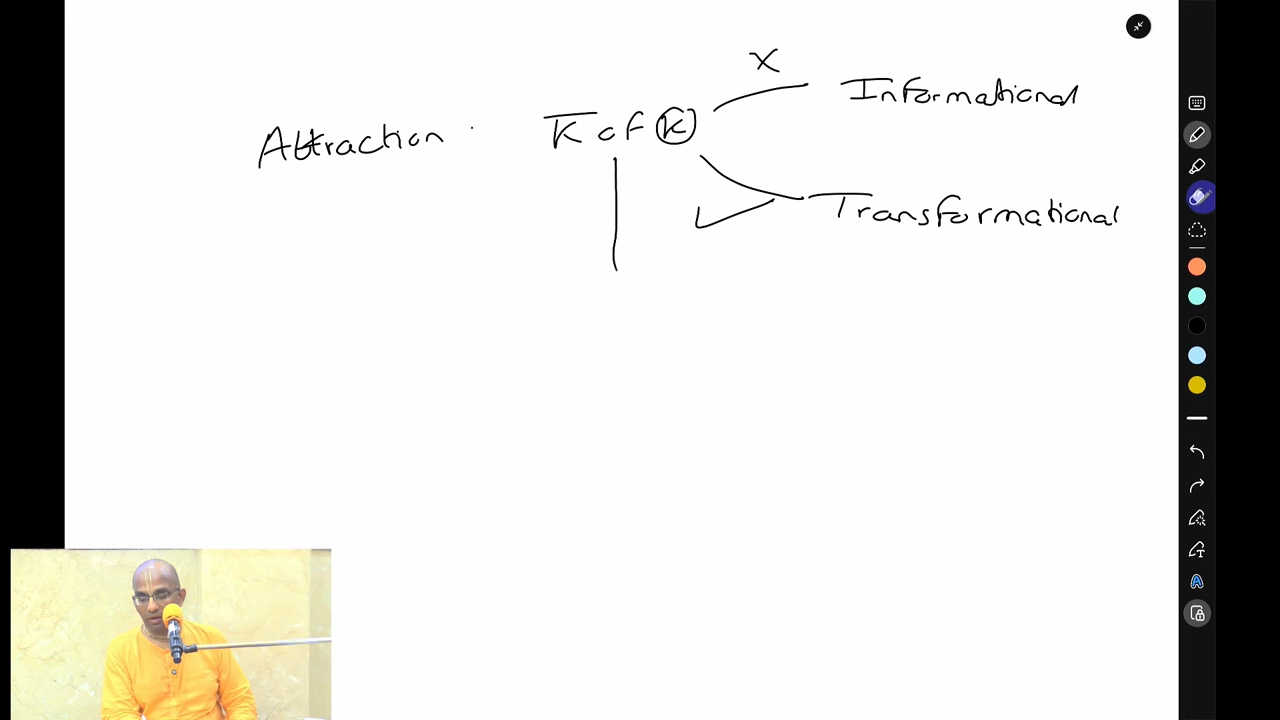 x
Informational
Attraction : K of K
Transformational